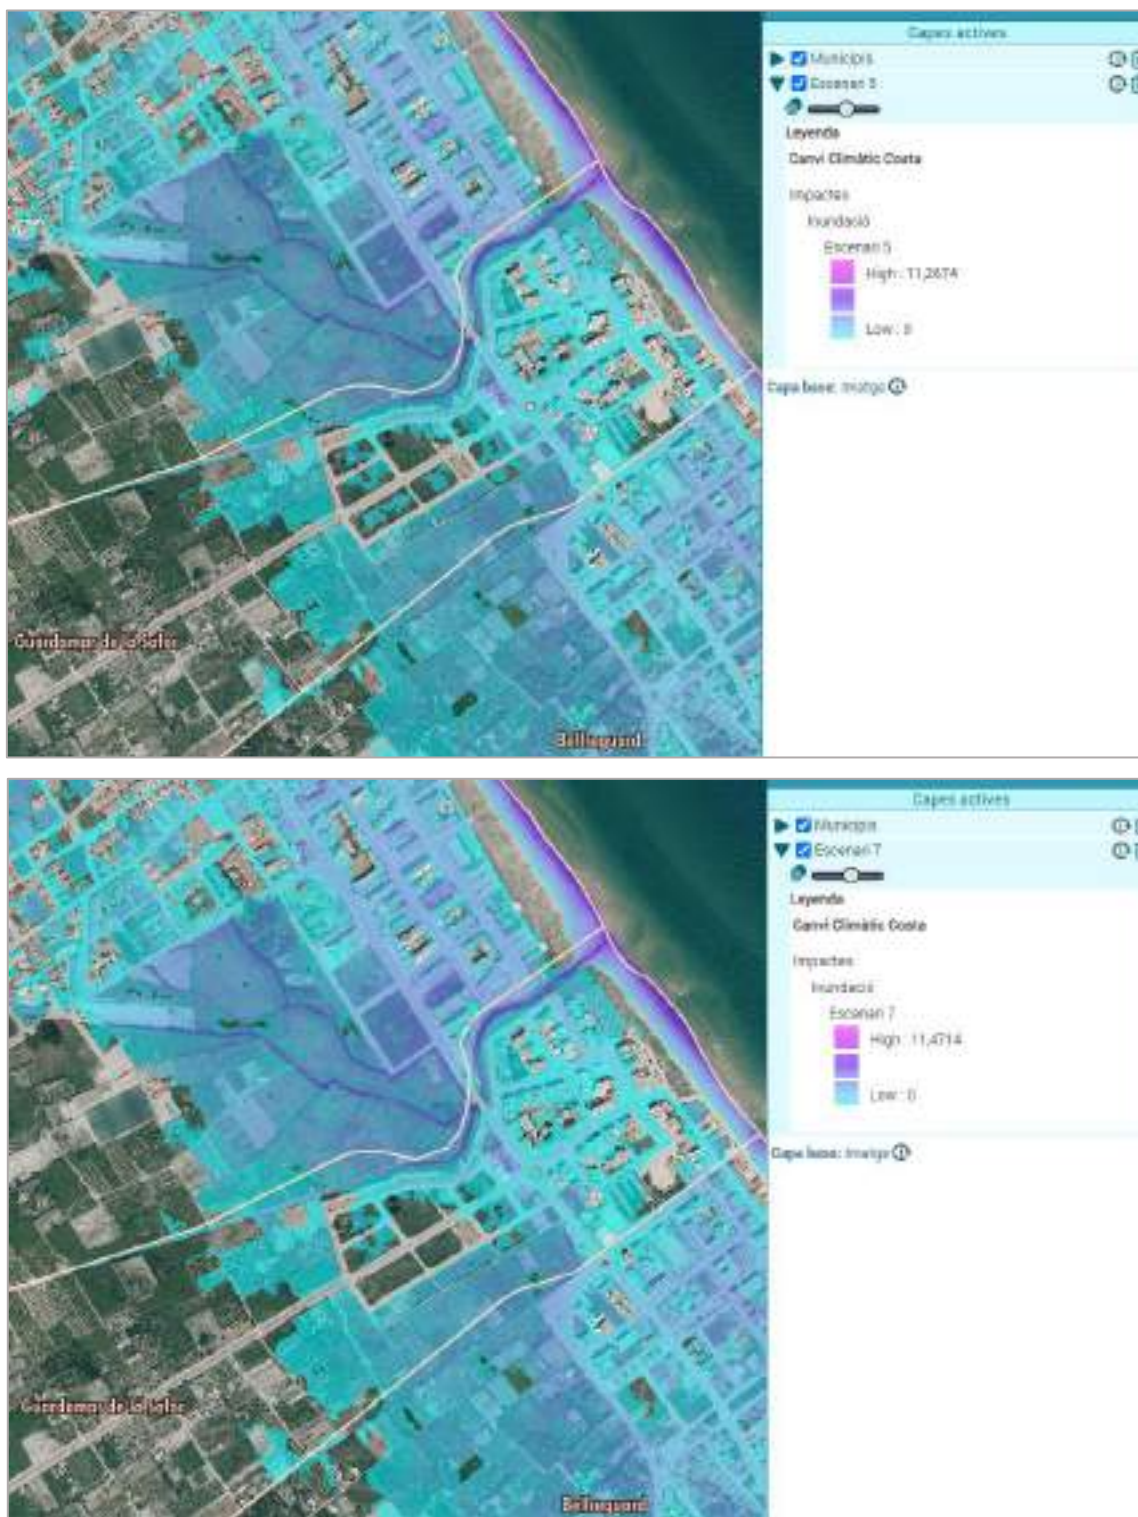 Capes actives
Municipis
Escenari 5
Leyenda
Canvi Climàtic Costa
Impactes
Inundació
Escenari 5
High : 11,2674
Low : 0
Capa base: Imatge
Guardamar de la Safor
Bellreguard
Capes actives
Municipis
Escenari 7
Leyenda
Canvi Climàtic Costa
Impactes
Inundació
Escenari 7
High : 11,4714
Low : 0
Capa base: Imatge
Guardamar de la Safor
Bellreguard